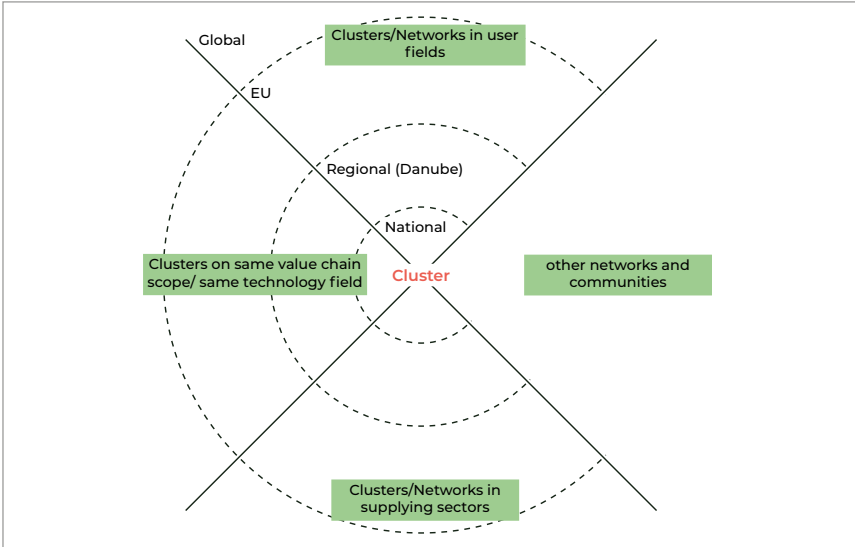 Global
Clusters/Networks in user
fields
EU
Regional (Danube)
National
Clusters on same value chain
scope/ same technology field
Cluster
other networks and
communities
Clusters/Networks in
supplying sectors